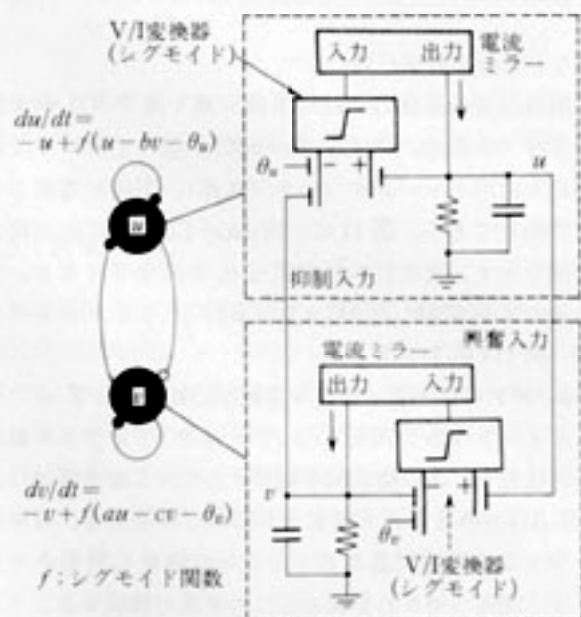 V/I変換器
(シグモイド)
入力
出力
電流
ミラー
du/dt=
−u+f(u−bv−θu)
θu
−
+
u
u
抑制入力
興奮入力
電流ミラー
出力
入力
v
v
−
+
θv
dv/dt=
−v+f(au−cv−θv)
V/I変換器
(シグモイド)
f:シグモイド関数